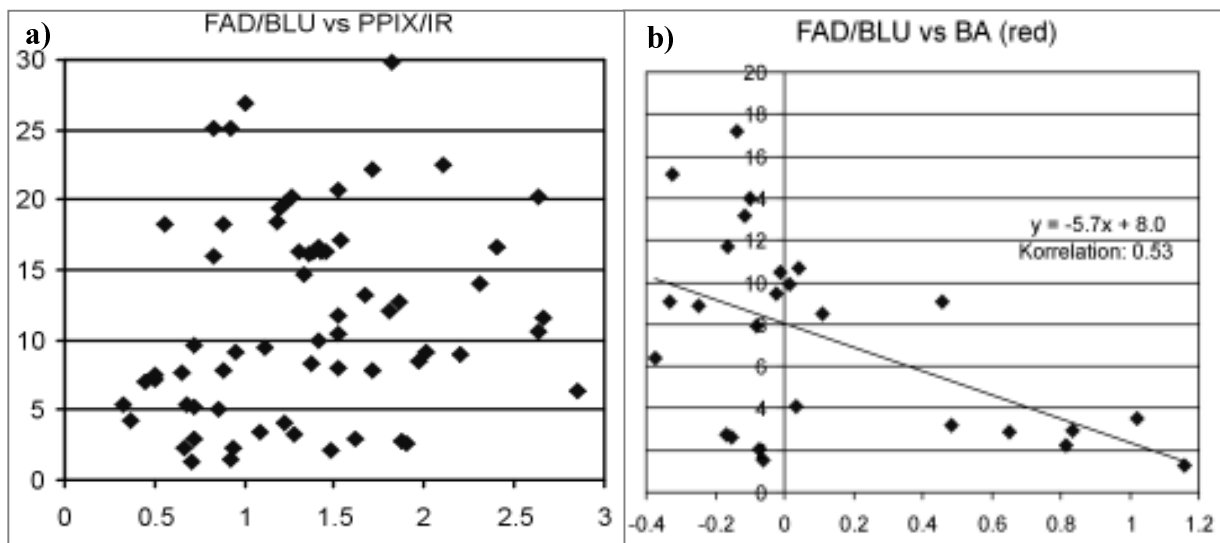 a)
FAD/BLU vs PPIX/IR
30
25
20
15
10
5
0
0 0.5 1 1.5 2 2.5 3
b)
FAD/BLU vs BA (red)
20
18
16
14
12
10
8
6
4
2
0
y = -5.7x + 8.0
Korrelation: 0.53
-0.4 -0.2 0 0.2 0.4 0.6 0.8 1 1.2